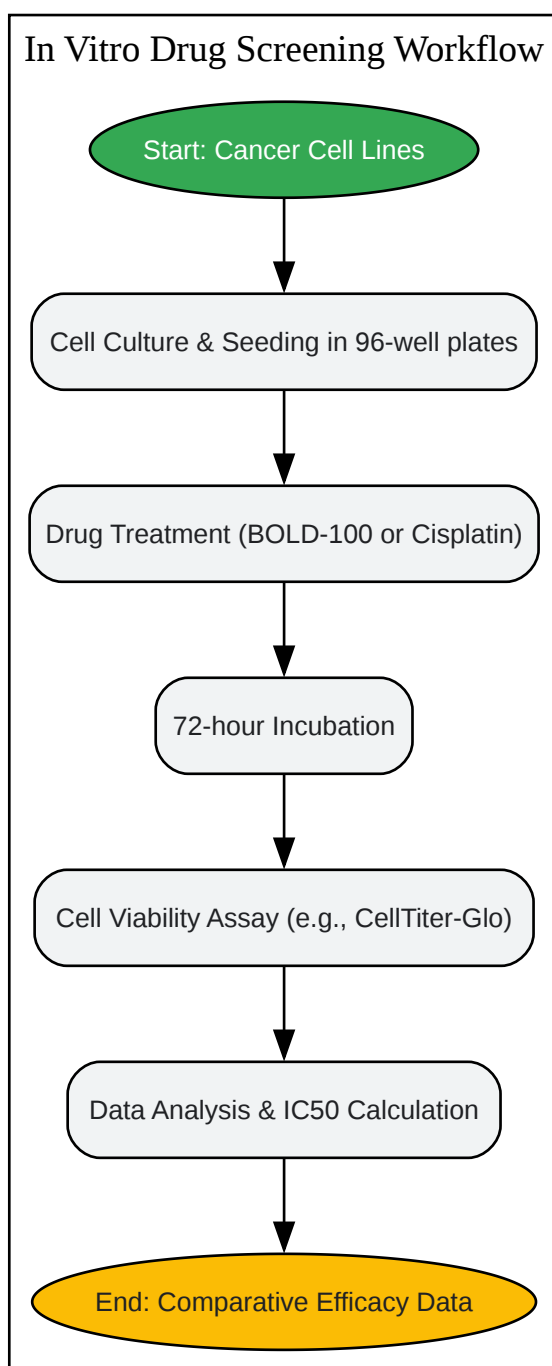 In Vitro Drug Screening Workflow
Start: Cancer Cell Lines
Cell Culture & Seeding in 96-well plates
Drug Treatment (BOLD-100 or Cisplatin)
72-hour Incubation
Cell Viability Assay (e.g., CellTiter-Glo)
Data Analysis & IC50 Calculation
End: Comparative Efficacy Data